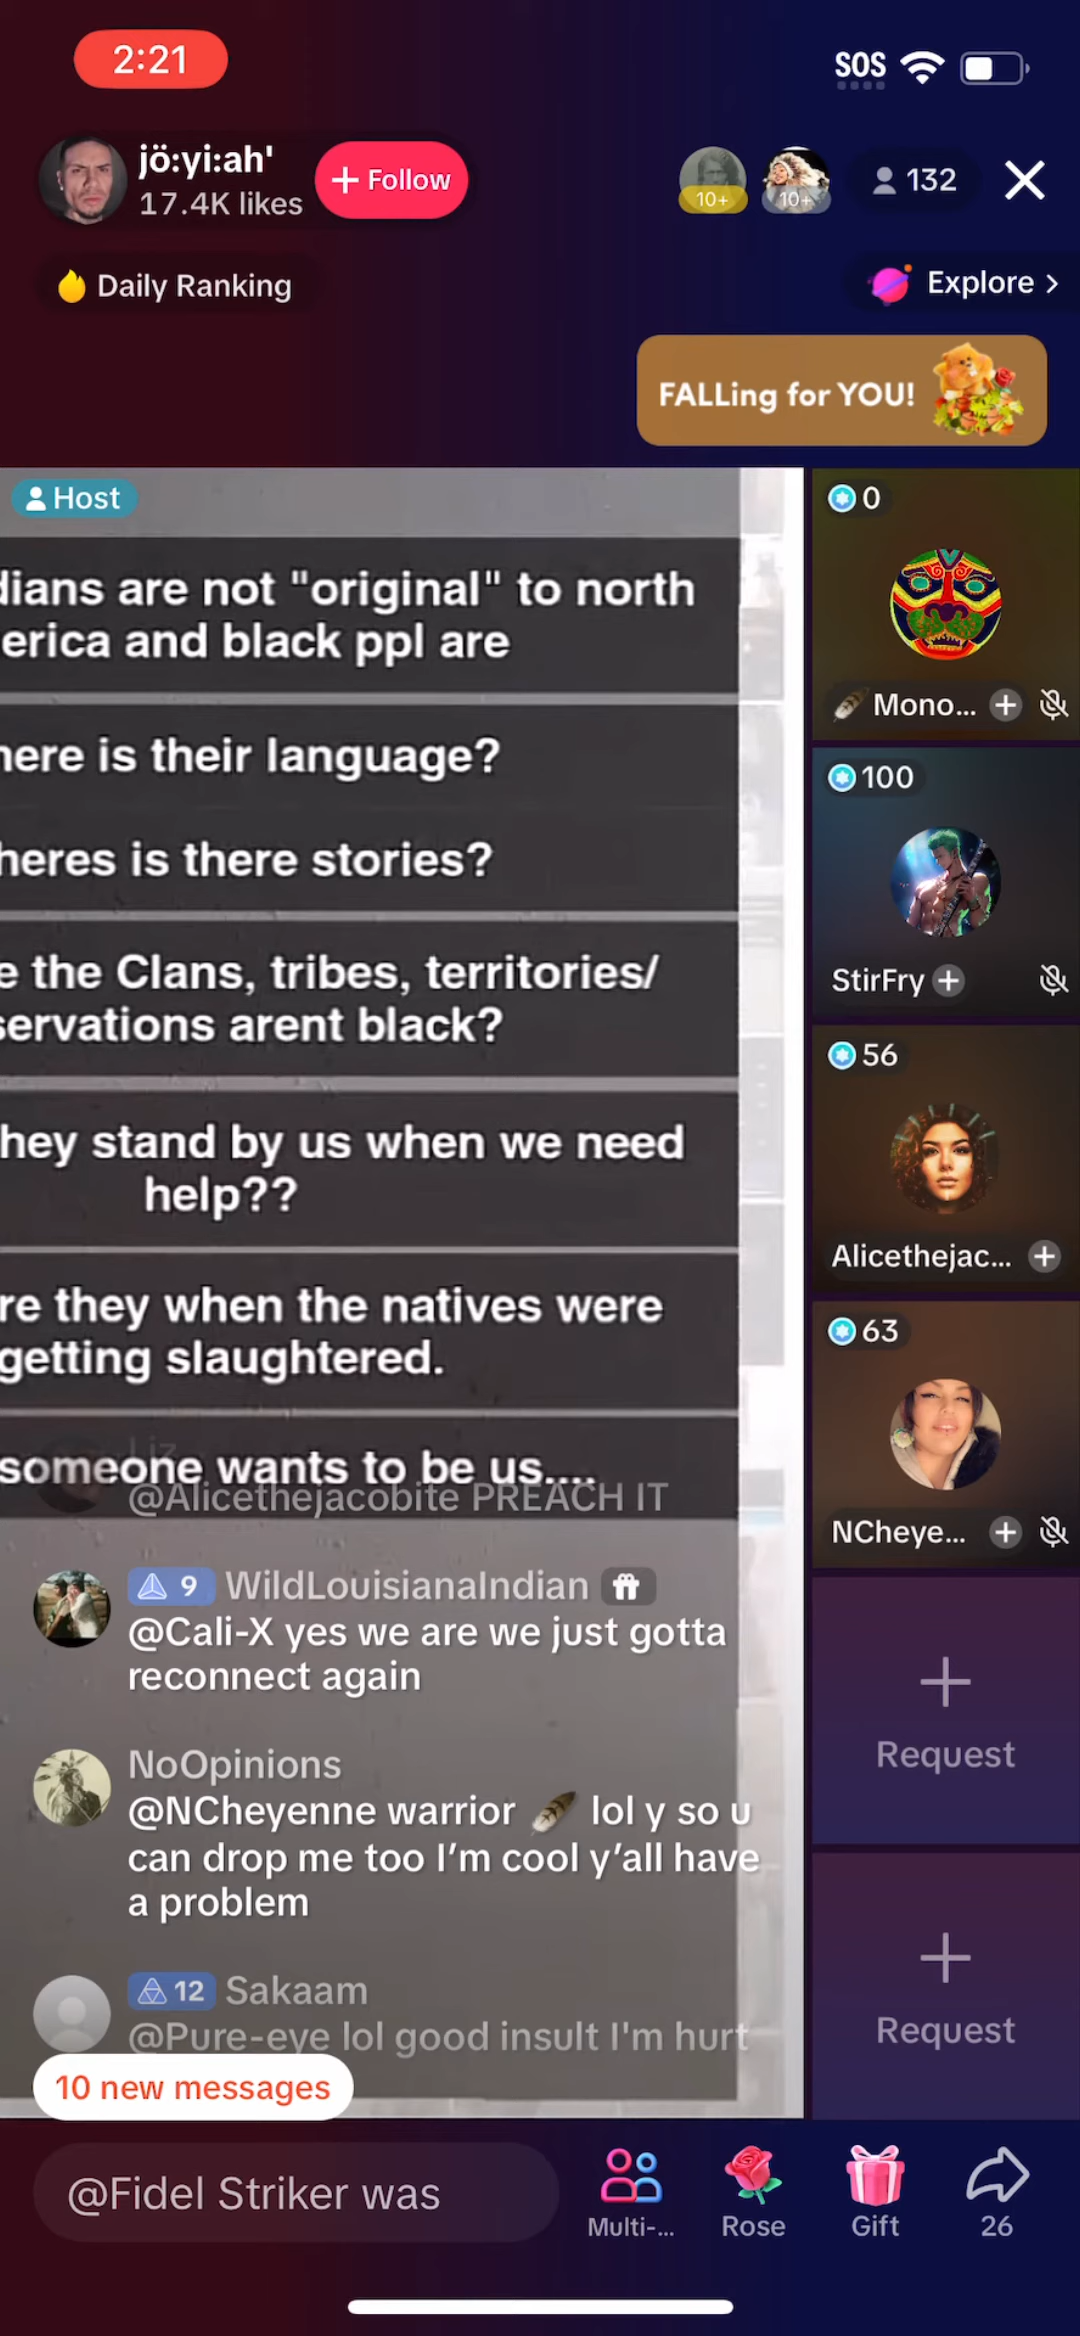 2:21
SOS
jö:yi:ah'
17.4K likes
+ Follow
10+
10+
132
Daily Ranking
Explore >
FALLing for YOU!
Host
dians are not "original" to north
erica and black ppl are
here is their language?
heres is there stories?
e the Clans, tribes, territories/
servations arent black?
hey stand by us when we need
help??
re they when the natives were
getting slaughtered.
someone wants to be us....
Liz
@Alicethejacobite PREACH IT
9 WildLouisianaIndian
@Cali-X yes we are we just gotta
reconnect again
NoOpinions
@NCheyenne warrior 🪶 lol y so u
can drop me too I'm cool y'all have
a problem
12 Sakaam
@Pure-eye lol good insult I'm hurt
10 new messages
0
🪶 Mono...
100
StirFry
56
Alicethejac...
63
NCheye...
Request
Request
@Fidel Striker was
Multi-...
Rose
Gift
26